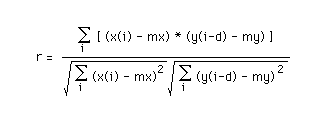 r = Σ i [ (x(i) - mx) * (y(i-d) - my) ]
√ Σ i (x(i) - mx)² √ Σ i (y(i-d) - my)²